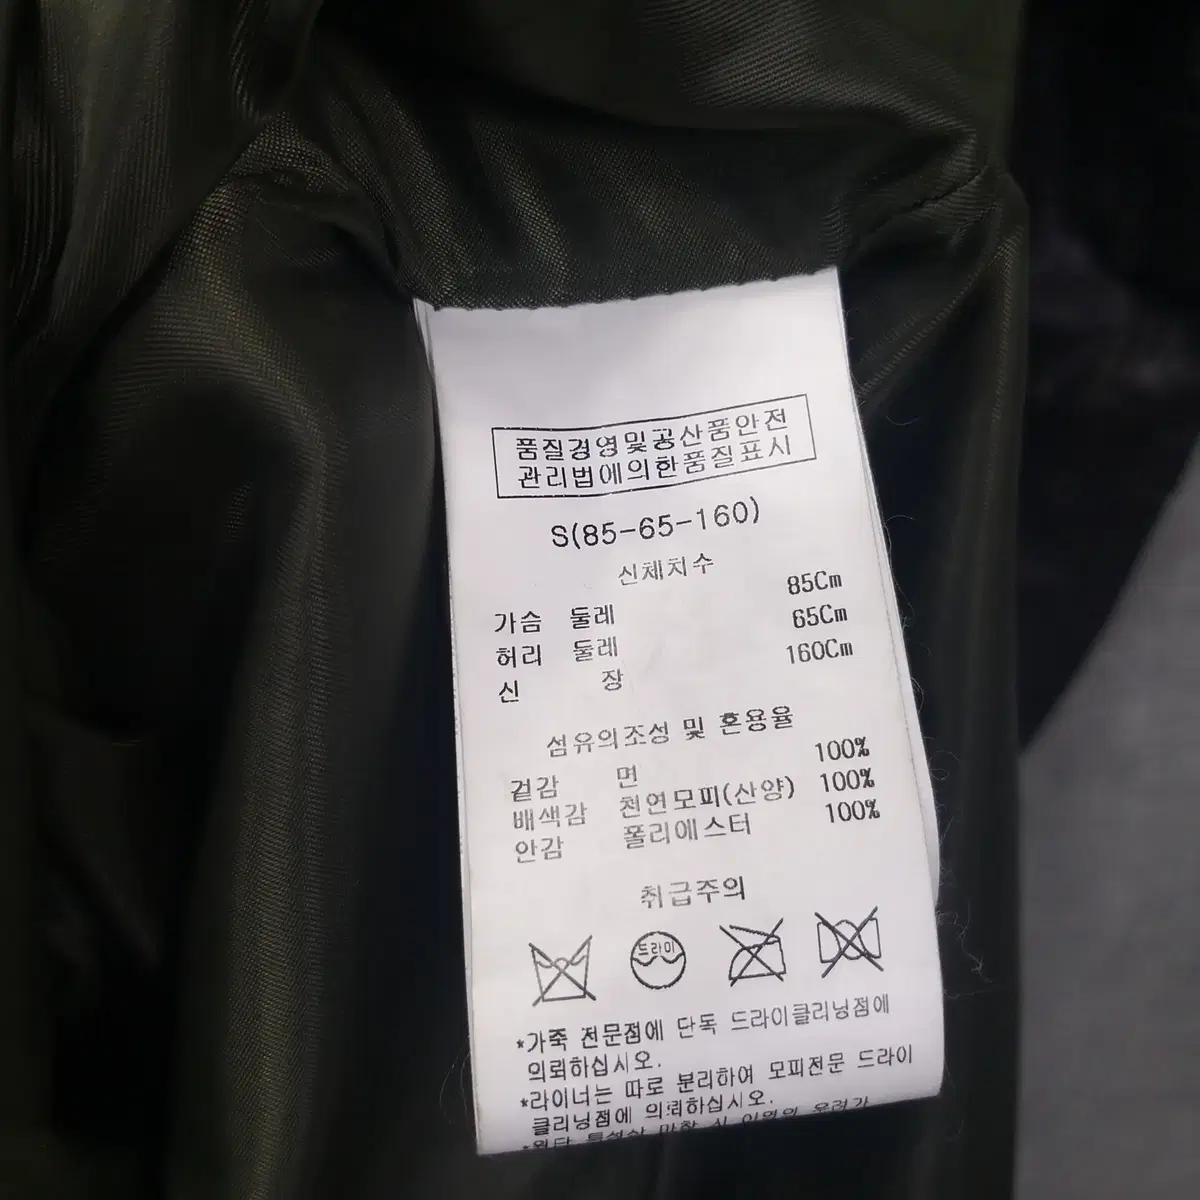 품질경영및공산품안전
관리법에의한품질표시
S(85-65-160)
신체치수
가슴 둘레 85Cm
허리 둘레 65Cm
신 장 160Cm
섬유의조성 및 혼용율
겉감 면 100%
배색감 천연모피(산양) 100%
안감 폴리에스터 100%
취급주의
드라이
*가죽 전문점에 단독 드라이클리닝점에
의뢰하십시오.
*라이너는 따로 분리하여 모피전문 드라이
클리닝점에 의뢰하십시오.